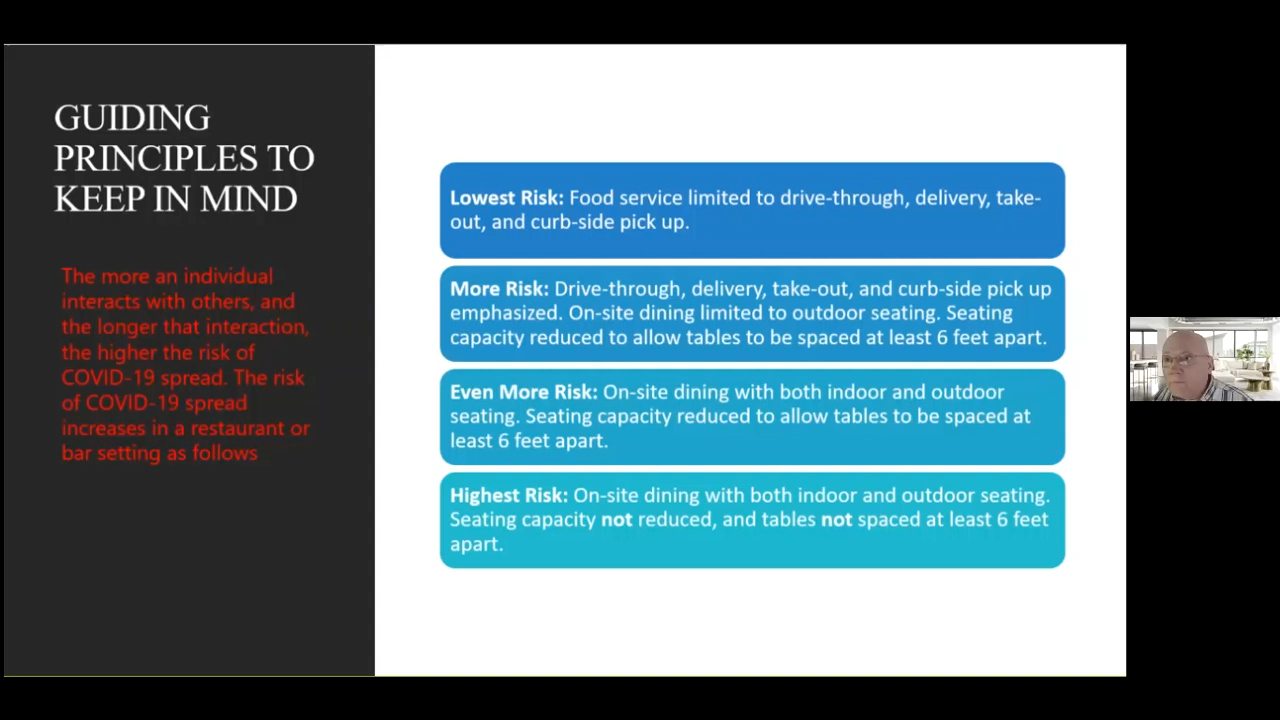 GUIDING
PRINCIPLES TO
KEEP IN MIND
The more an individual
interacts with others, and
the longer that interaction,
the higher the risk of
COVID-19 spread. The risk
of COVID-19 spread
increases in a restaurant or
bar setting as follows
Lowest Risk: Food service limited to drive-through, delivery, take-
out, and curb-side pick up.
More Risk: Drive-through, delivery, take-out, and curb-side pick up
emphasized. On-site dining limited to outdoor seating. Seating
capacity reduced to allow tables to be spaced at least 6 feet apart.
Even More Risk: On-site dining with both indoor and outdoor
seating. Seating capacity reduced to allow tables to be spaced at
least 6 feet apart.
Highest Risk: On-site dining with both indoor and outdoor seating.
Seating capacity not reduced, and tables not spaced at least 6 feet
apart.